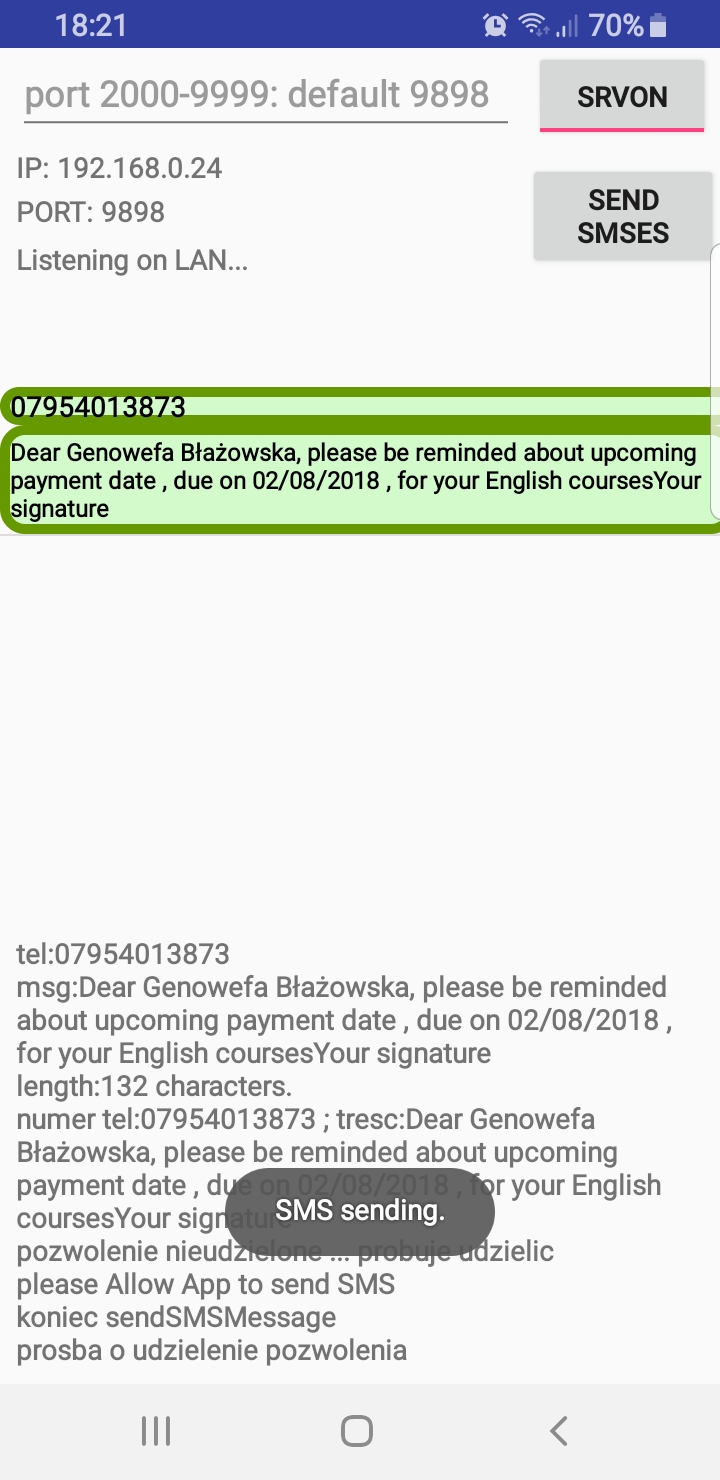 18:21
70%
port 2000-9999: default 9898
SRVON
IP: 192.168.0.24
PORT: 9898
SEND
SMSES
Listening on LAN...
07954013873
Dear Genowefa Błażowska, please be reminded about upcoming
payment date , due on 02/08/2018 , for your English coursesYour
signature
tel:07954013873
msg:Dear Genowefa Błażowska, please be reminded
about upcoming payment date , due on 02/08/2018 ,
for your English coursesYour signature
length:132 characters.
numer tel:07954013873 ; tresc:Dear Genowefa
Błażowska, please be reminded about upcoming
payment date , due on 02/08/2018 , for your English
coursesYour signature
SMS sending.
pozwolenie nieudzielone ... probuje udzielic
please Allow App to send SMS
koniec sendSMSMessage
prosba o udzielenie pozwolenia